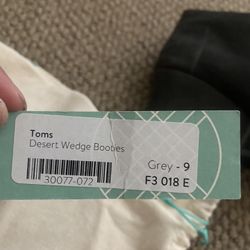 Toms
Desert Wedge Booties
Grey - 9
30077-072
F3 018 E